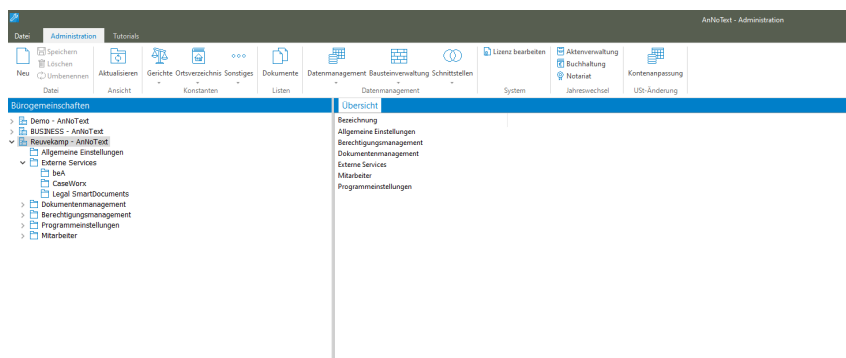 AnNoText - Administration
Datei Administration Tutorials
Neu Speichern Löschen Umbenennen Aktualisieren Gerichte Ortsverzeichnis Sonstiges Dokumente Datenmanagement Bausteinverwaltung Schnittstellen Lizenz bearbeiten Aktenverwaltung Buchhaltung Notariat Kontenanpassung
Datei Ansicht Konstanten Listen Datenmanagement System Jahreswechsel USt-Änderung
Bürogemeinschaften
Demo - AnNoText
BUSINESS - AnNoText
Reuvekamp - AnNoText
Allgemeine Einstellungen
Externe Services
beA
CaseWorx
Legal SmartDocuments
Dokumentenmanagement
Berechtigungsmanagement
Programmeinstellungen
Mitarbeiter
Übersicht
Bezeichnung
Allgemeine Einstellungen
Berechtigungsmanagement
Dokumentenmanagement
Externe Services
Mitarbeiter
Programmeinstellungen